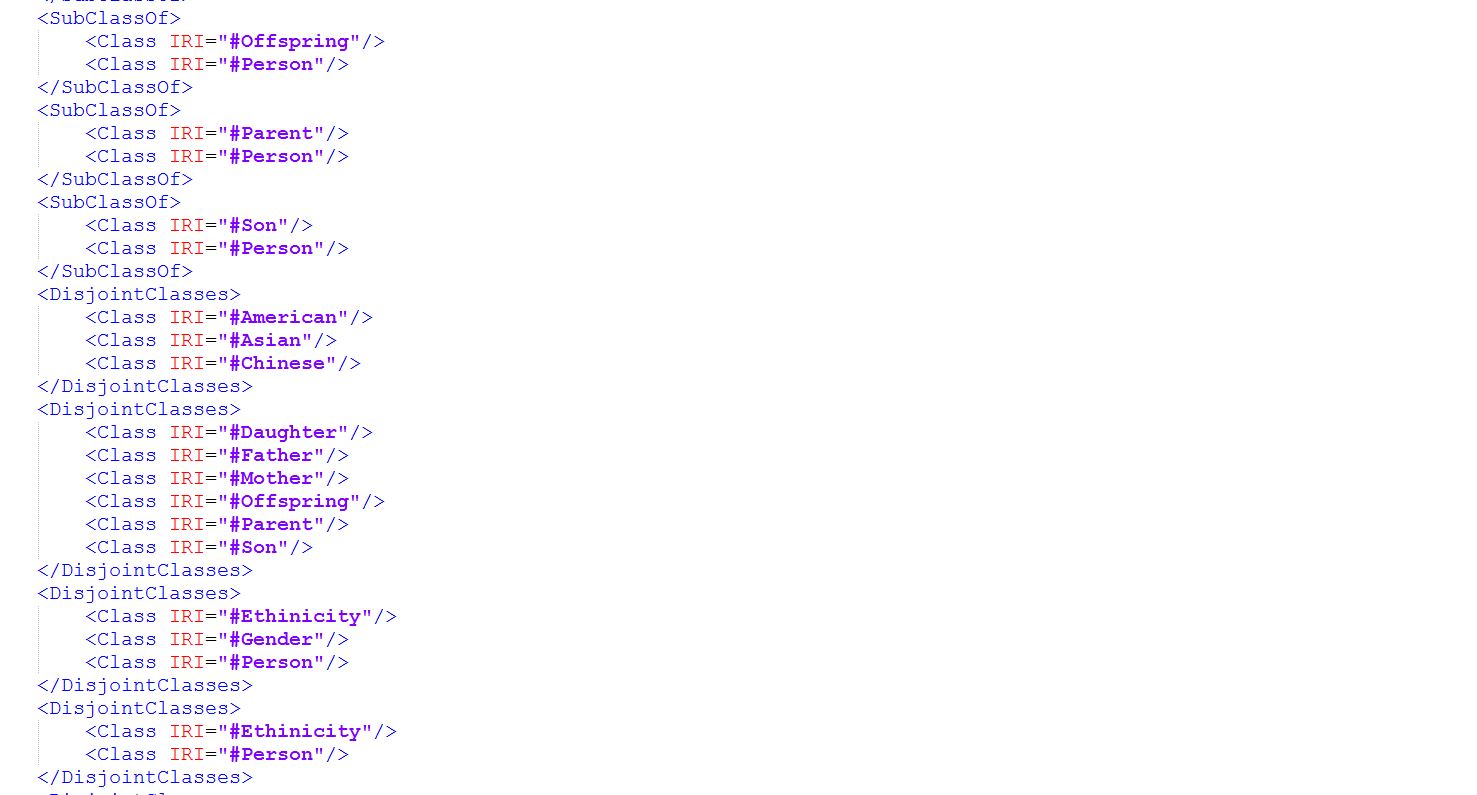 <SubClassOf>
<Class IRI="#Offspring"/>
<Class IRI="#Person"/>
</SubClassOf>
<SubClassOf>
<Class IRI="#Parent"/>
<Class IRI="#Person"/>
</SubClassOf>
<SubClassOf>
<Class IRI="#Son"/>
<Class IRI="#Person"/>
</SubClassOf>
<DisjointClasses>
<Class IRI="#American"/>
<Class IRI="#Asian"/>
<Class IRI="#Chinese"/>
</DisjointClasses>
<DisjointClasses>
<Class IRI="#Daughter"/>
<Class IRI="#Father"/>
<Class IRI="#Mother"/>
<Class IRI="#Offspring"/>
<Class IRI="#Parent"/>
<Class IRI="#Son"/>
</DisjointClasses>
<DisjointClasses>
<Class IRI="#Ethinicity"/>
<Class IRI="#Gender"/>
<Class IRI="#Person"/>
</DisjointClasses>
<DisjointClasses>
<Class IRI="#Ethinicity"/>
<Class IRI="#Person"/>
</DisjointClasses>